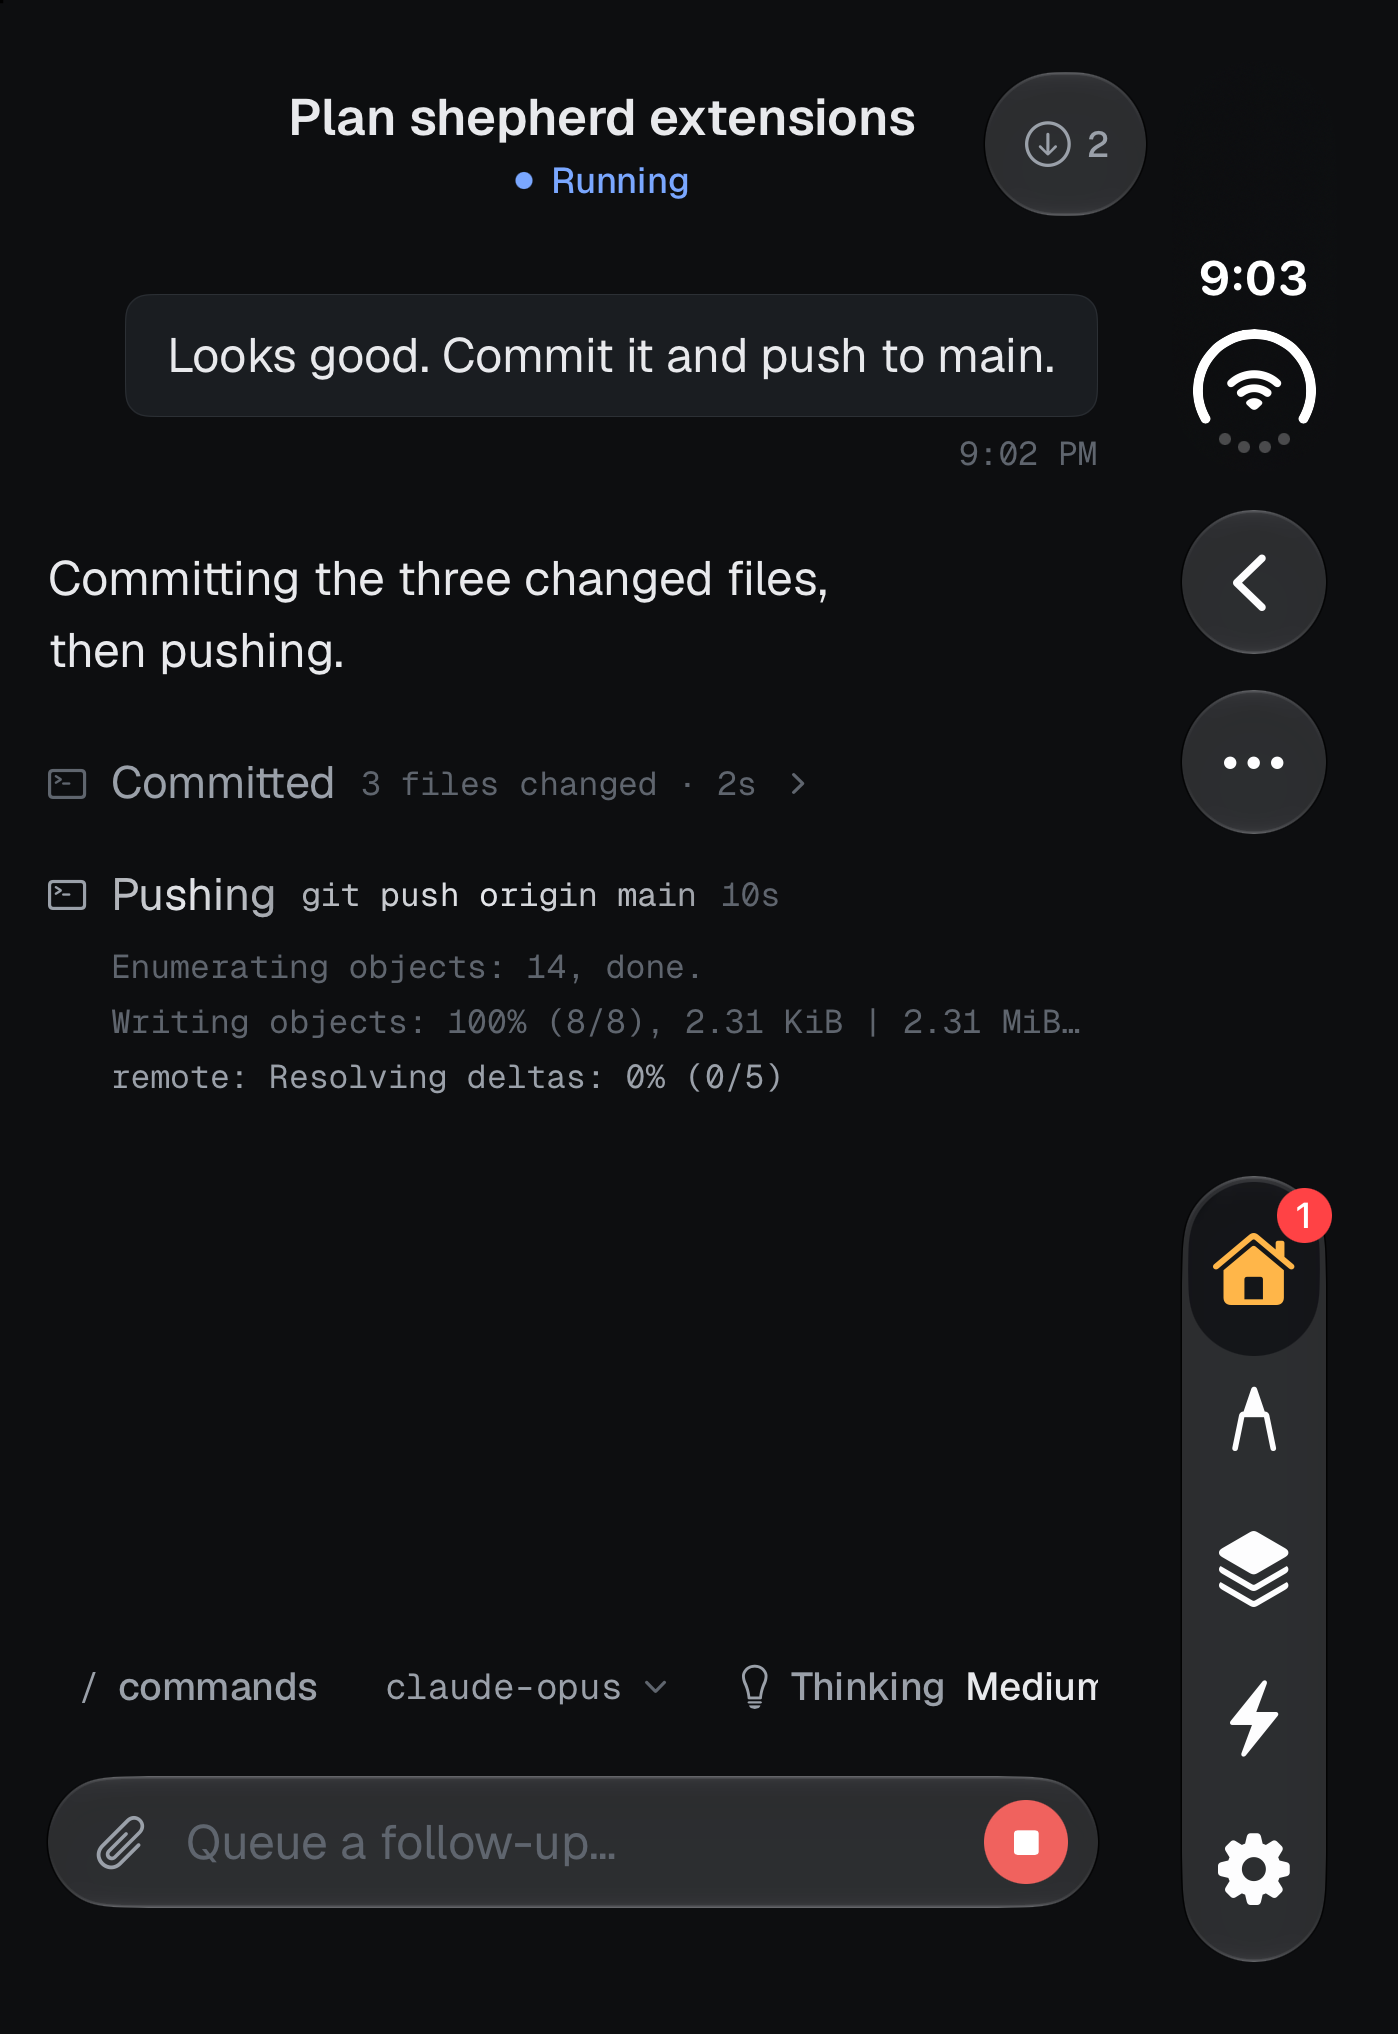 Plan shepherd extensions
Running
2
9:03
Looks good. Commit it and push to main.
9:02 PM
Committing the three changed files,
then pushing.
Committed 3 files changed · 2s
Pushing git push origin main 10s
Enumerating objects: 14, done.
Writing objects: 100% (8/8), 2.31 KiB | 2.31 MiB…
remote: Resolving deltas: 0% (0/5)
1
/ commands claude-opus Thinking Medium
Queue a follow-up…